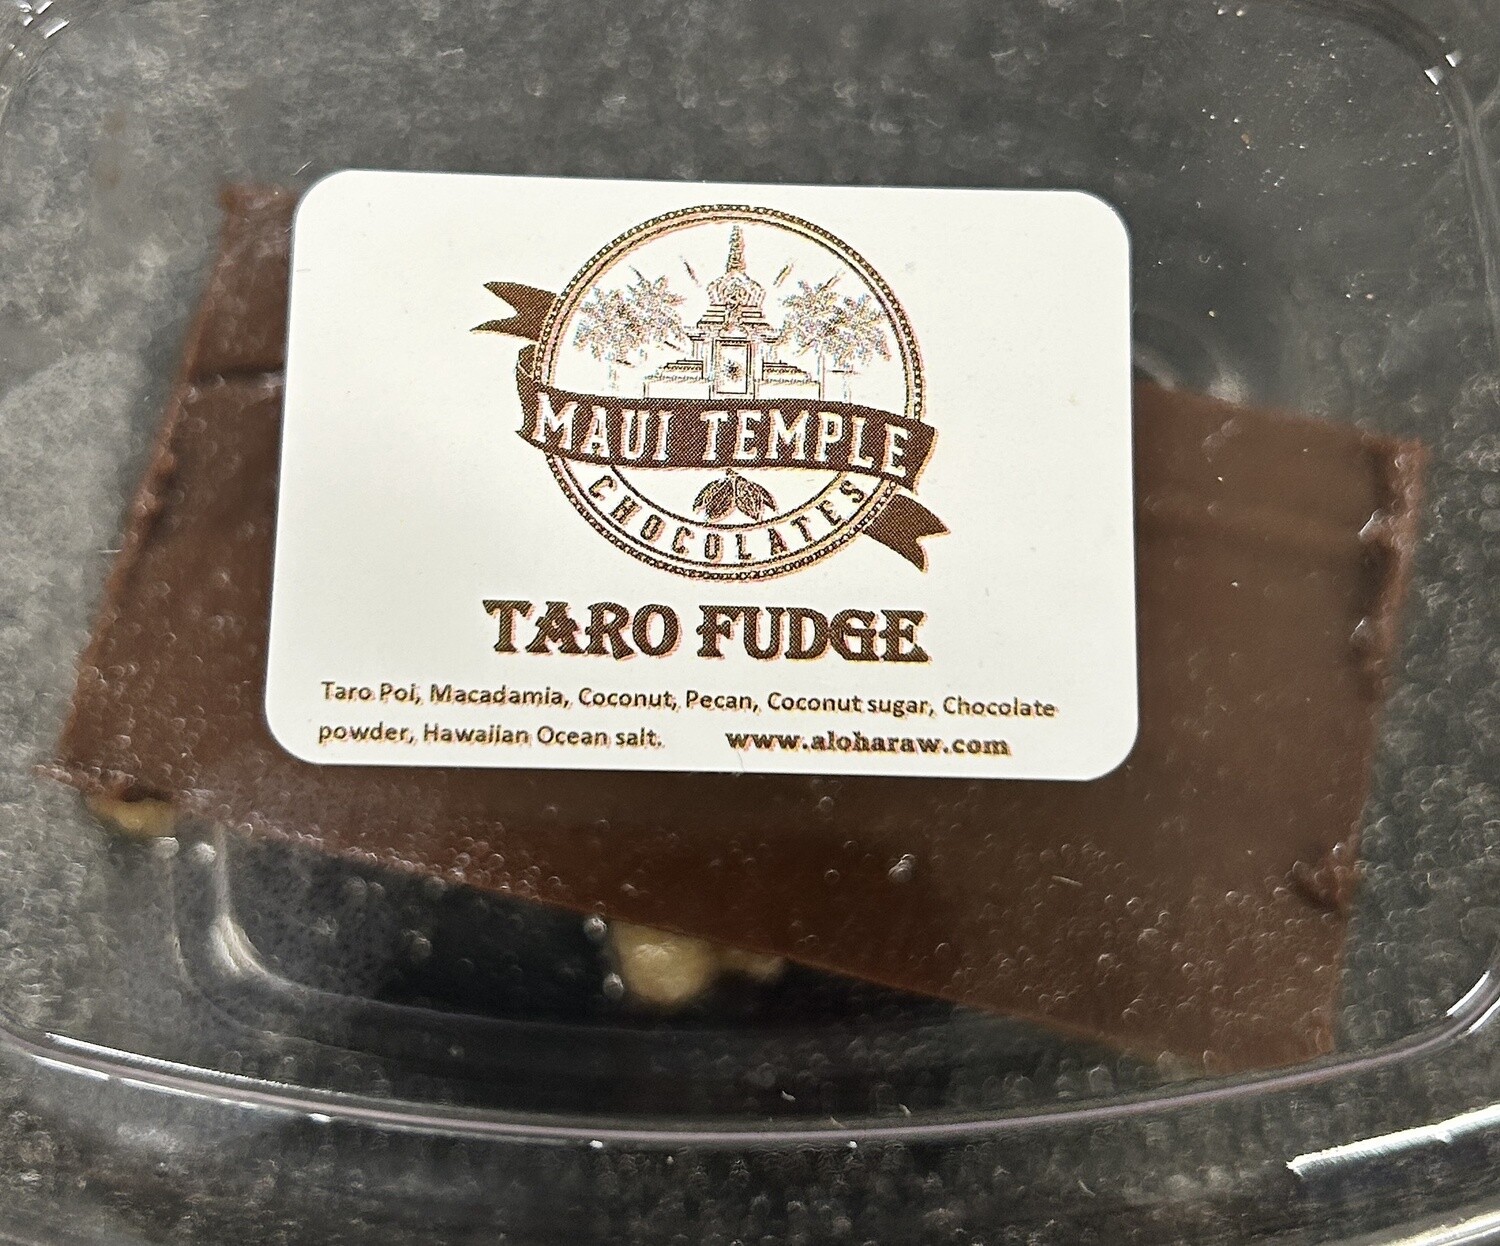 MAUI TEMPLE
CHOCOLATES
TARO FUDGE
Taro Poi, Macadamia, Coconut, Pecan, Coconut sugar, Chocolate
powder, Hawaiian Ocean salt. www.aloharaw.com